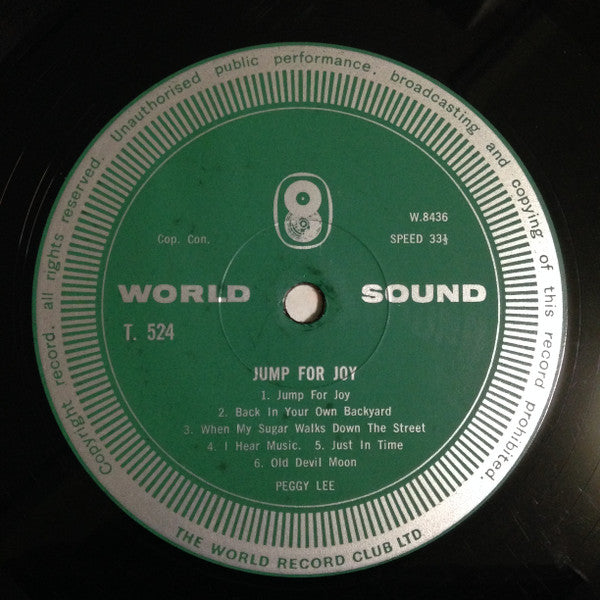 Copyright record, all rights reserved. Unauthorised public performance, broadcasting and copying of this record prohibited.
W.8436
Cop. Con.
SPEED 33⅓
WORLD SOUND
T. 524
JUMP FOR JOY
1. Jump For Joy
2. Back In Your Own Backyard
3. When My Sugar Walks Down The Street
4. I Hear Music. 5. Just In Time
6. Old Devil Moon
PEGGY LEE
THE WORLD RECORD CLUB LTD